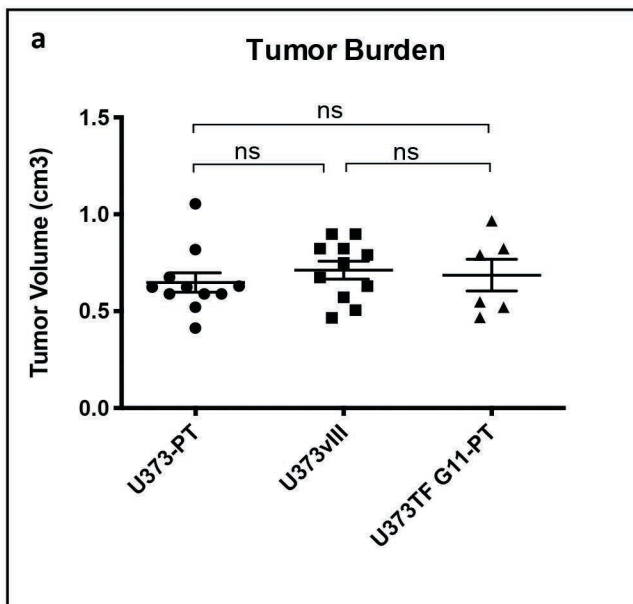 a
Tumor Burden
ns
ns
ns
1.5
1.0
0.5
0.0
Tumor Volume (cm3)
U373-PT
U373vIII
U373TF G11-PT